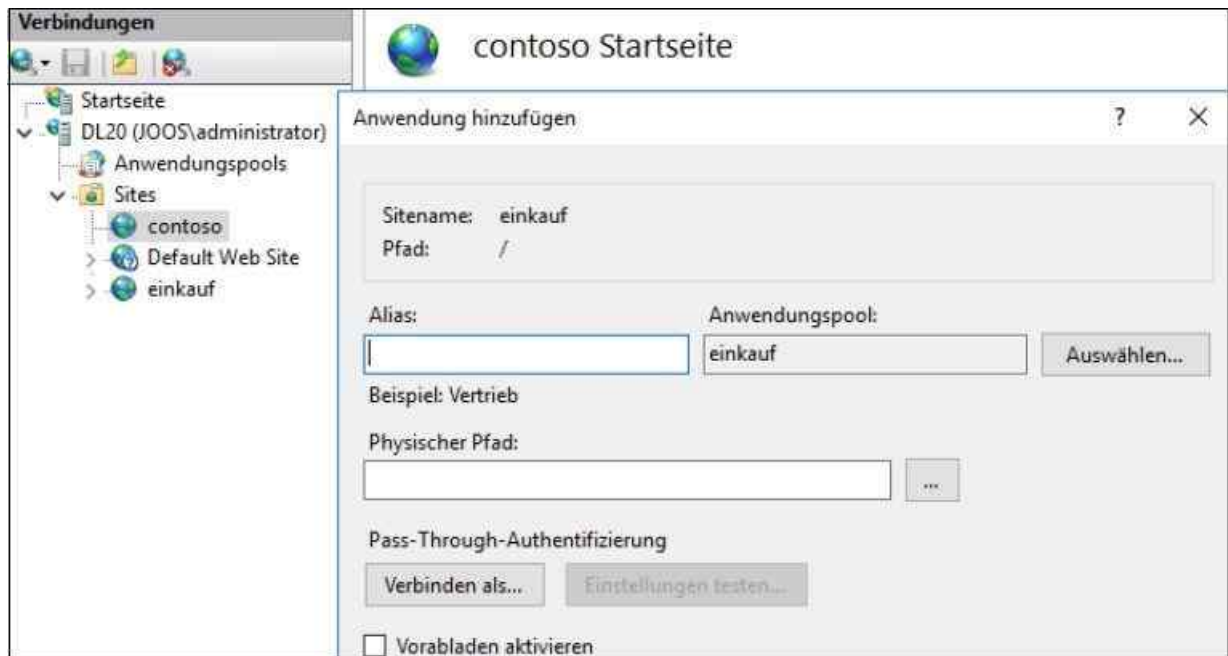 Verbindungen
Startseite
DL20 (JOOS\administrator)
Anwendungspools
Sites
contoso
Default Web Site
einkauf
contoso Startseite
Anwendung hinzufügen
?
Sitename: einkauf
Pfad: /
Alias:
Anwendungspool:
einkauf
Auswählen...
Beispiel: Vertrieb
Physischer Pfad:
...
Pass-Through-Authentifizierung
Verbinden als...
Einstellungen testen...
Vorabladen aktivieren